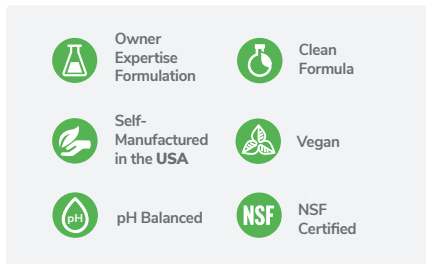 Owner
Expertise
Formulation
Clean
Formula
Self-
Manufactured
in the USA
Vegan
pH
pH Balanced
NSF
NSF
Certified